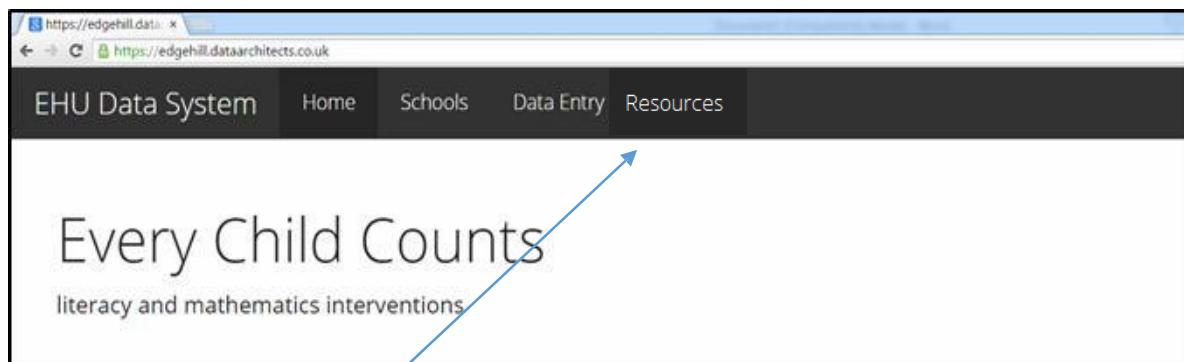 https://edgehill.data
https://edgehill.dataarchitects.co.uk
EHU Data System Home Schools Data Entry Resources
Every Child Counts
literacy and mathematics interventions